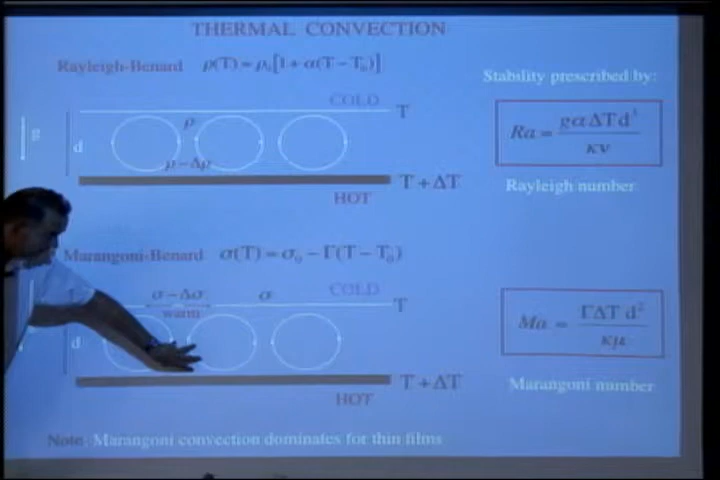 THERMAL CONVECTION
Rayleigh-Benard ρ(T) = ρ₀[1 + α(T − T₀)]
Stability prescribed by:
COLD
T
ρ
g
d
Ra = gαΔTd³ / κν
T + ΔT
HOT
Rayleigh number
Marangoni-Benard σ(T) = σ₀ − Γ(T − T₀)
σ − Δσ
σ
COLD
T
warm
d
Ma = ΓΔT d² / κμ
T + ΔT
HOT
Marangoni number
Note: Marangoni convection dominates for thin films